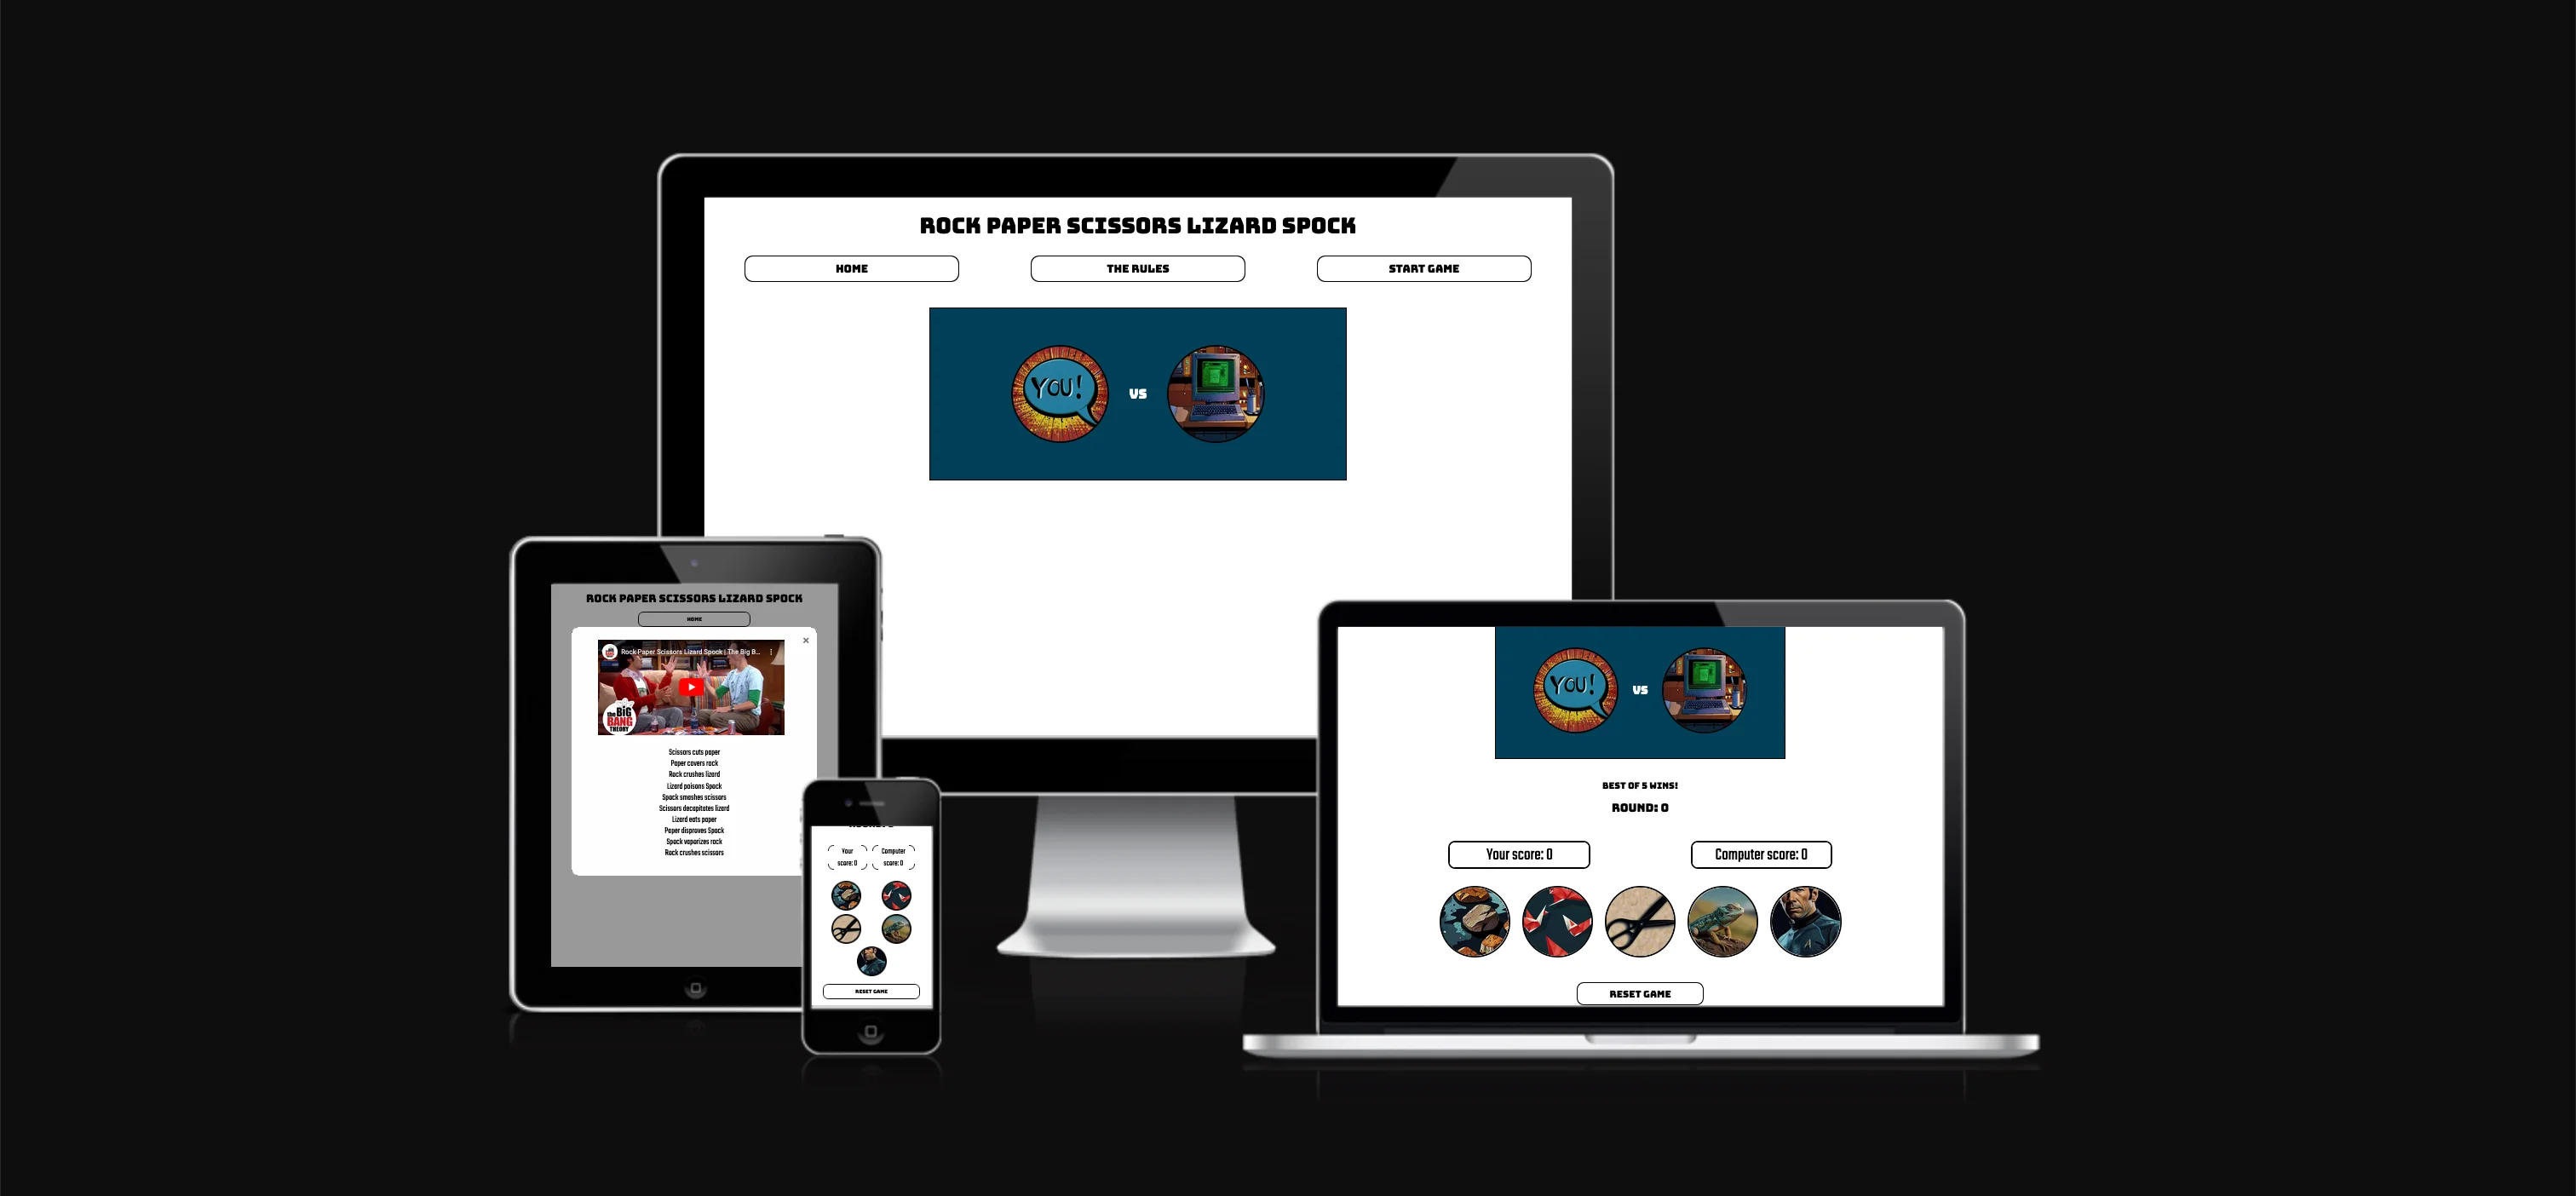 ROCK PAPER SCISSORS LIZARD SPOCK
HOME
THE RULES
START GAME
YOU!
VS
ROCK PAPER SCISSORS LIZARD SPOCK
HOME
×
Rock Paper Scissors Lizard Spock | The Big B...
the BiG
BANG
THEORY
Scissors cuts paper
Paper covers rock
Rock crushes lizard
Lizard poisons Spock
Spock smashes scissors
Scissors decapitates lizard
Lizard eats paper
Paper disproves Spock
Spock vaporizes rock
Rock crushes scissors
Your
score: 0
Computer
score: 0
RESET GAME
YOU!
VS
BEST OF 5 WINS!
ROUND: 0
Your score: 0
Computer score: 0
RESET GAME